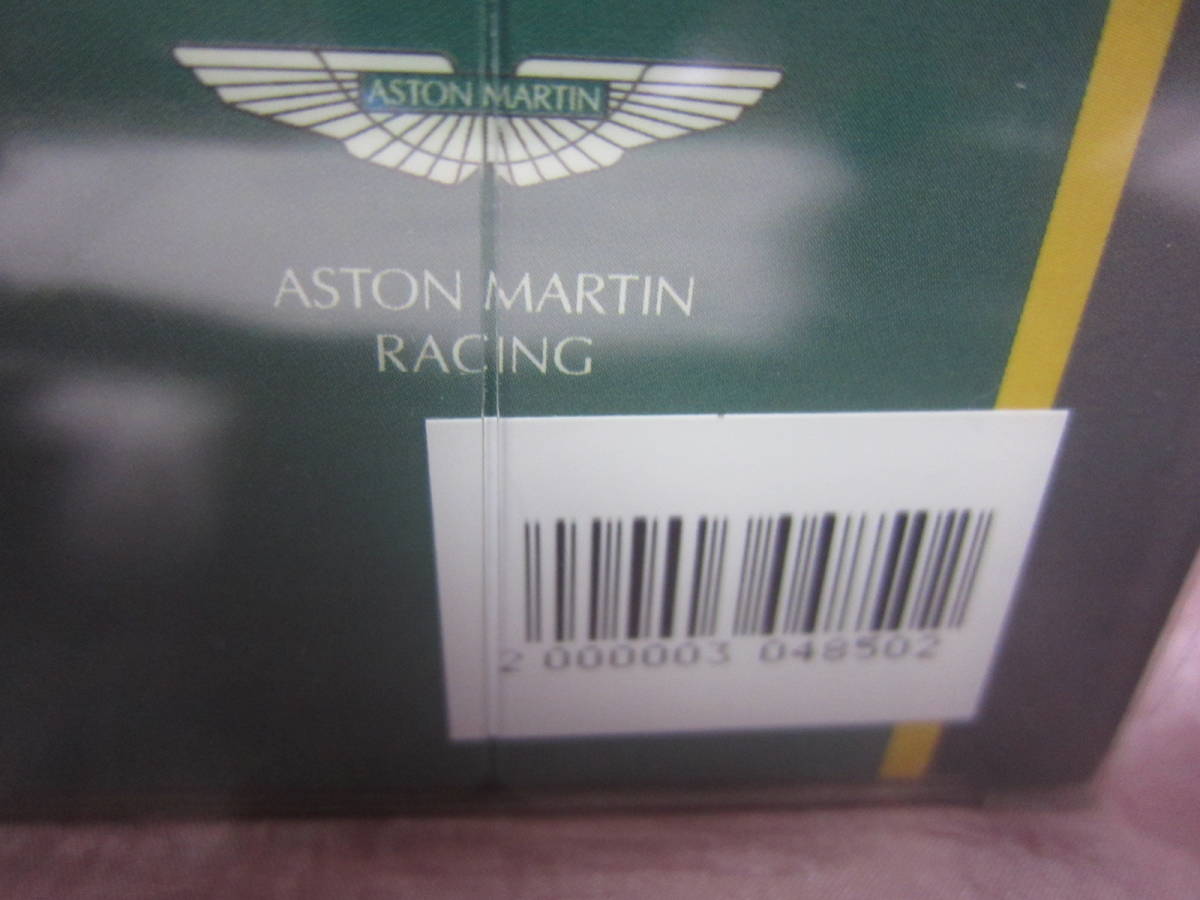 ASTON MARTIN
ASTON MARTIN
RACING
2 000003 048502